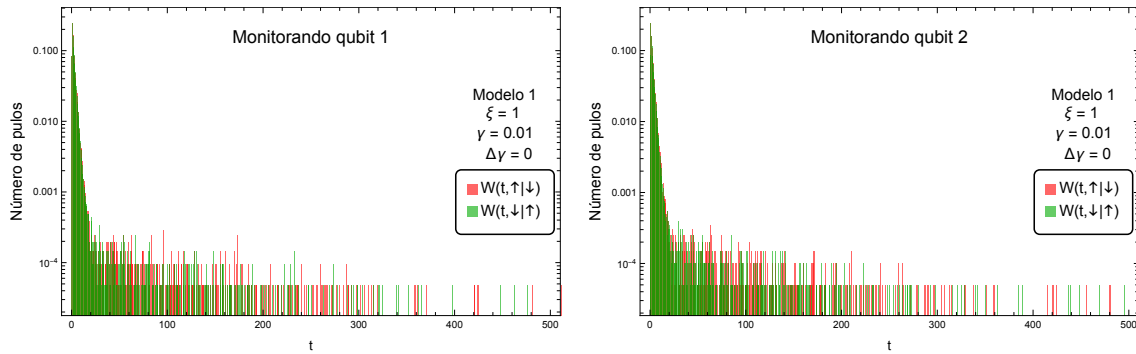 Monitorando qubit 1
Número de pulos
0.100
0.010
0.001
10⁻⁴
Modelo 1
ξ = 1
γ = 0.01
Δγ = 0
W(t,↑|↓)
W(t,↓|↑)
0 100 200 300 400 500
t
Monitorando qubit 2
Número de pulos
0.100
0.010
0.001
10⁻⁴
Modelo 1
ξ = 1
γ = 0.01
Δγ = 0
W(t,↑|↓)
W(t,↓|↑)
0 100 200 300 400 500
t